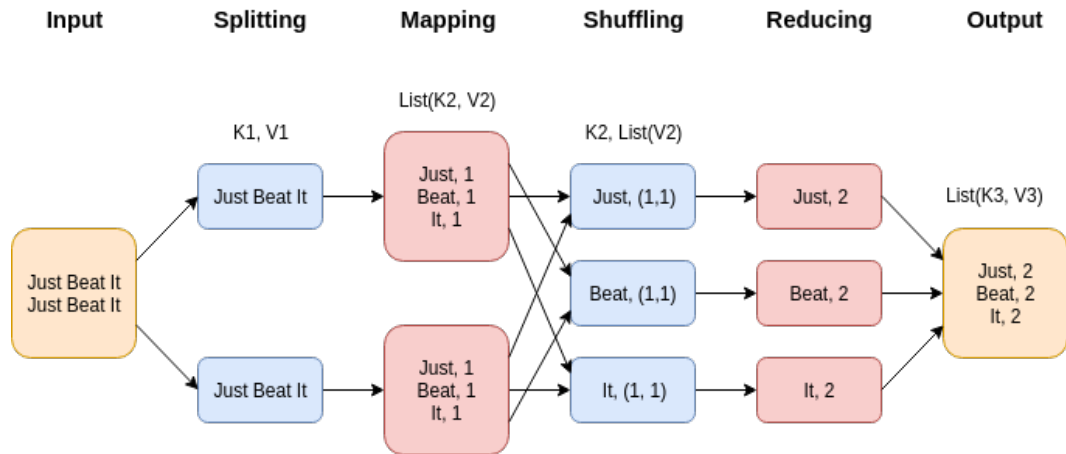 Input
Splitting
Mapping
Shuffling
Reducing
Output
List(K2, V2)
K1, V1
K2, List(V2)
List(K3, V3)
Just Beat It
Just Beat It
Just Beat It
Just Beat It
Just, 1
Beat, 1
It, 1
Just, 1
Beat, 1
It, 1
Just, (1,1)
Beat, (1,1)
It, (1, 1)
Just, 2
Beat, 2
It, 2
Just, 2
Beat, 2
It, 2